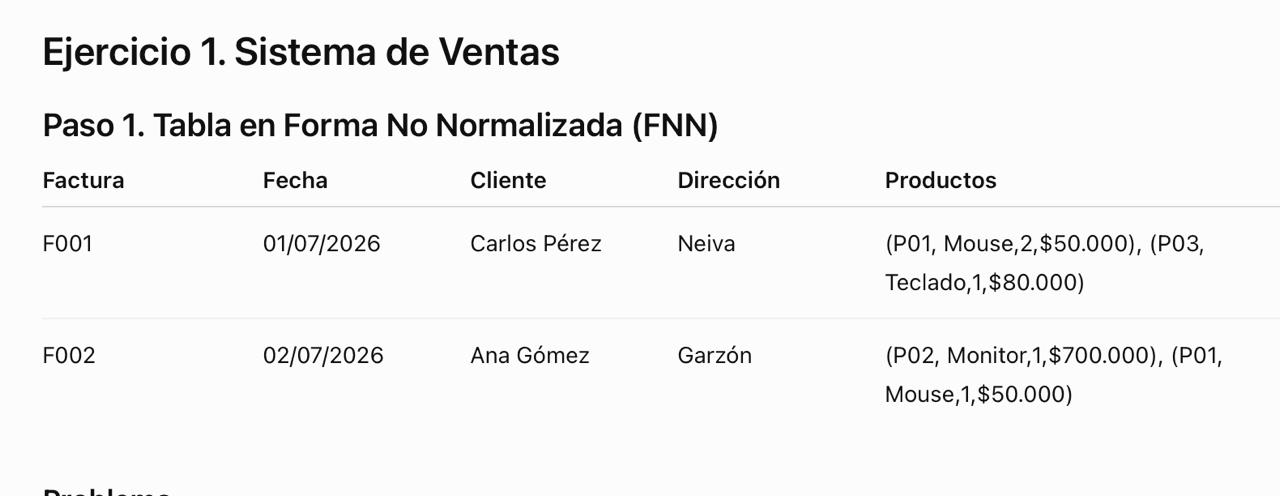 Ejercicio 1. Sistema de Ventas
Paso 1. Tabla en Forma No Normalizada (FNN)
Factura Fecha Cliente Dirección Productos
F001 01/07/2026 Carlos Pérez Neiva (P01, Mouse,2,$50.000), (P03,
Teclado,1,$80.000)
F002 02/07/2026 Ana Gómez Garzón (P02, Monitor,1,$700.000), (P01,
Mouse,1,$50.000)